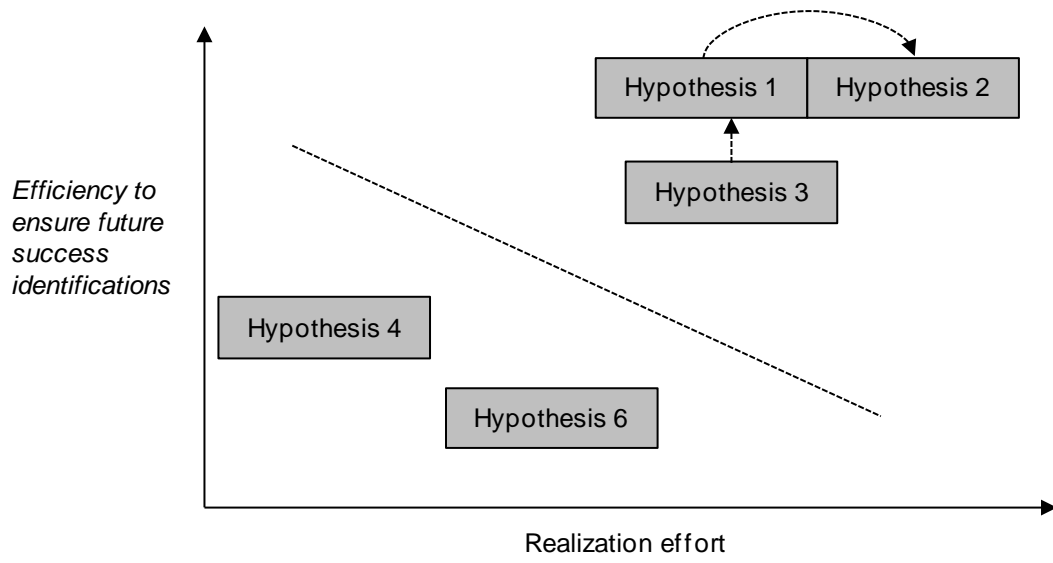 Hypothesis 1
Hypothesis 2
Hypothesis 3
Efficiency to
ensure future
success
identifications
Hypothesis 4
Hypothesis 6
Realization effort